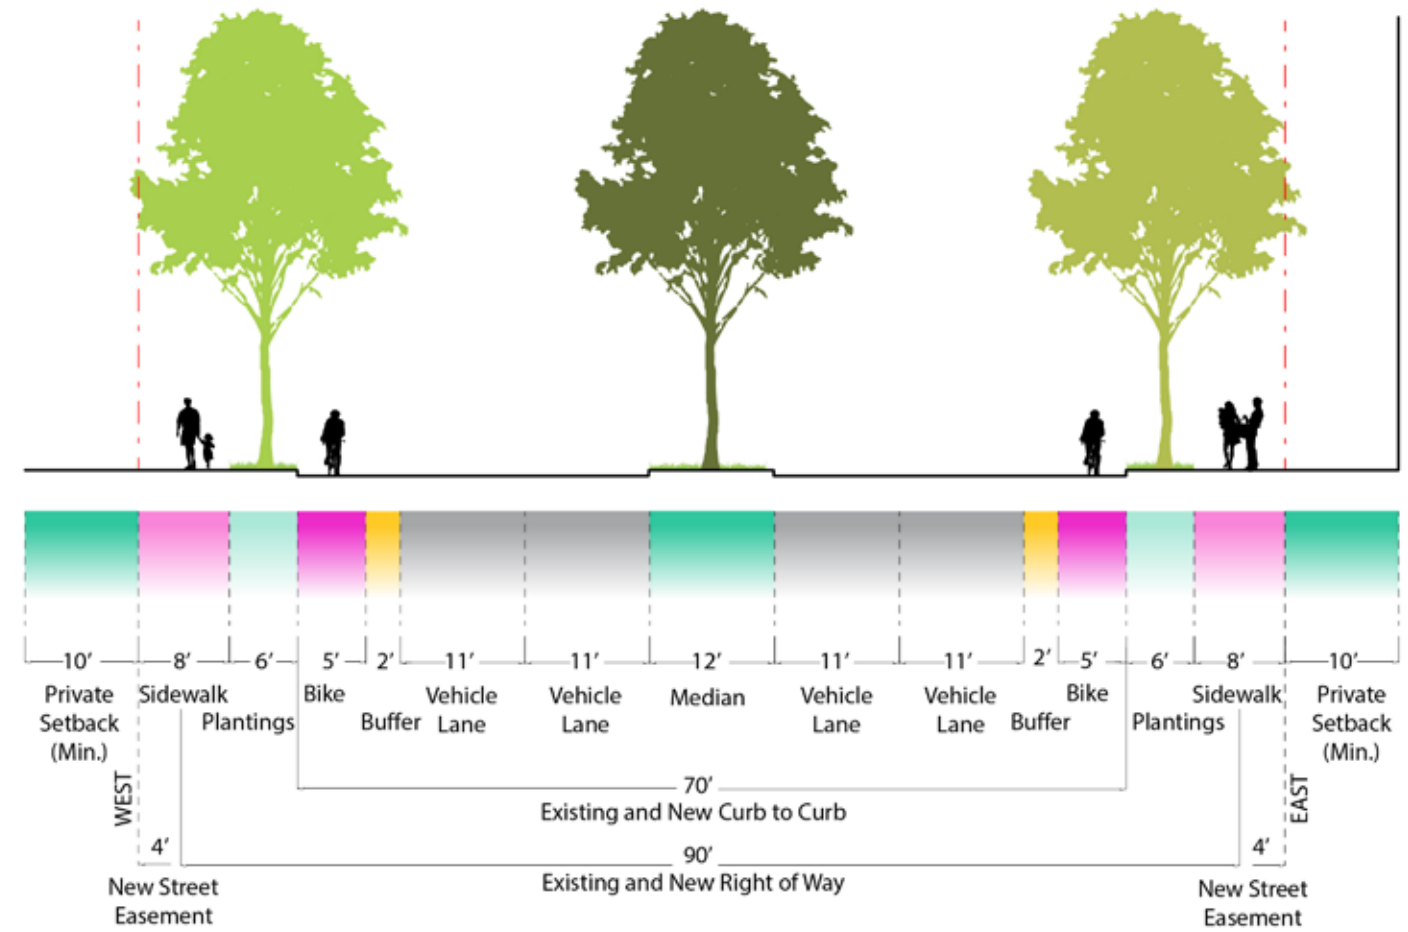 10’ 8’ 6’ 5’ 2’ 11’ 11’ 12’ 11’ 11’ 2’ 5’ 6’ 8’ 10’
Private
Setback
(Min.)
Sidewalk
Plantings
Bike
Buffer
Vehicle
Lane
Vehicle
Lane
Median
Vehicle
Lane
Vehicle
Lane
Buffer
Bike
Plantings
Sidewalk
Private
Setback
(Min.)
WEST
70’
Existing and New Curb to Curb
EAST
4’
90’
4’
New Street
Easement
Existing and New Right of Way
New Street
Easement